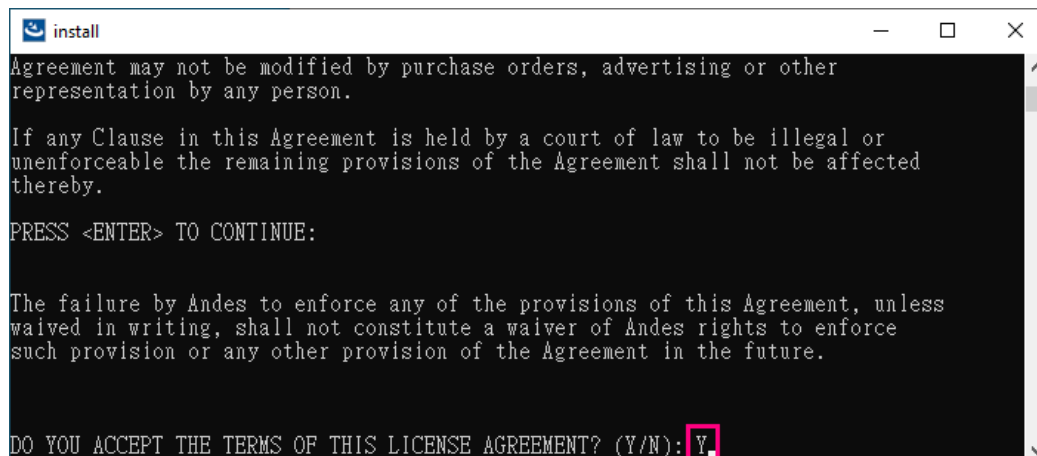 install
Agreement may not be modified by purchase orders, advertising or other
representation by any person.
If any Clause in this Agreement is held by a court of law to be illegal or
unenforceable the remaining provisions of the Agreement shall not be affected
thereby.
PRESS <ENTER> TO CONTINUE:
The failure by Andes to enforce any of the provisions of this Agreement, unless
waived in writing, shall not constitute a waiver of Andes rights to enforce
such provision or any other provision of the Agreement in the future.
DO YOU ACCEPT THE TERMS OF THIS LICENSE AGREEMENT? (Y/N): Y